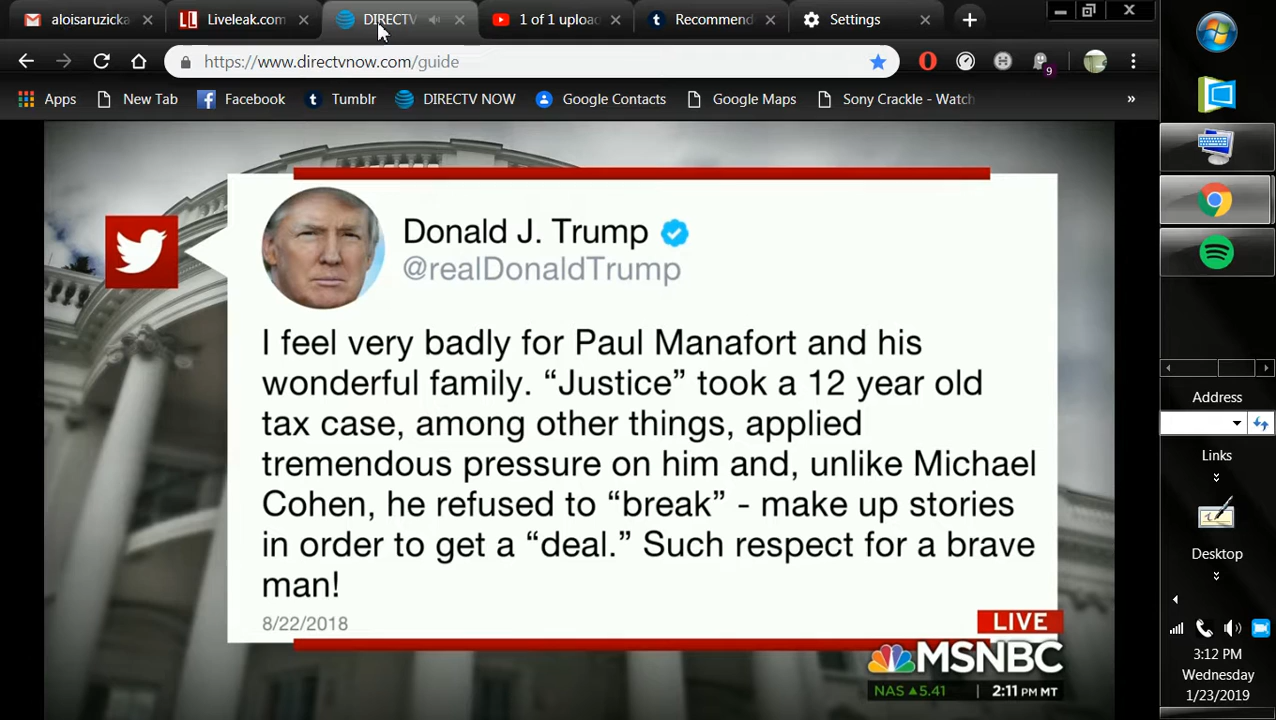 aloisaruzicka
Liveleak.com
DIRECTV
1 of 1 uploa
Recommend
Settings
https://www.directvnow.com/guide
9
Apps
New Tab
Facebook
Tumblr
DIRECTV NOW
Google Contacts
Google Maps
Sony Crackle - Watch
»
Donald J. Trump
@realDonaldTrump
I feel very badly for Paul Manafort and his
wonderful family. “Justice” took a 12 year old
tax case, among other things, applied
tremendous pressure on him and, unlike Michael
Cohen, he refused to “break” - make up stories
in order to get a “deal.” Such respect for a brave
man!
8/22/2018
LIVE
MSNBC
NAS ▲5.41 | 2:11 PM MT
Address
Links
Desktop
3:12 PM
Wednesday
1/23/2019